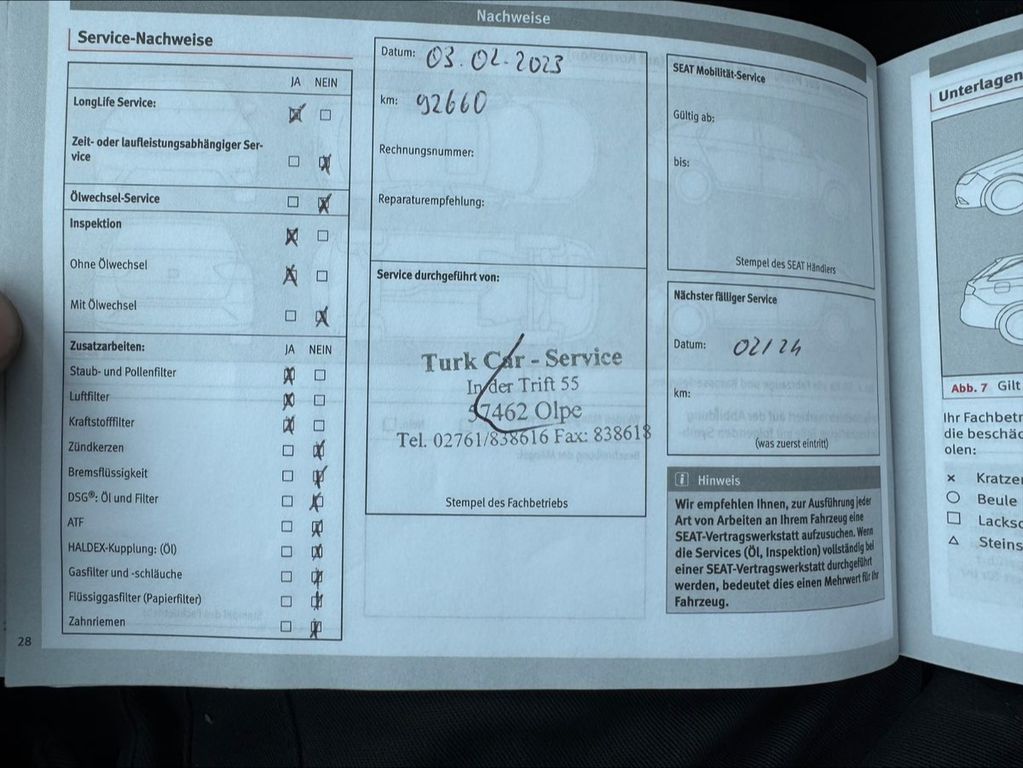 Nachweise
Service-Nachweise
JA NEIN
LongLife Service:
Zeit- oder laufleistungsabhängiger Ser-
vice
Ölwechsel-Service
Inspektion
Ohne Ölwechsel
Mit Ölwechsel
Zusatzarbeiten: JA NEIN
Staub- und Pollenfilter
Luftfilter
Kraftstofffilter
Zündkerzen
Bremsflüssigkeit
DSG®: Öl und Filter
ATF
HALDEX-Kupplung: (Öl)
Gasfilter und -schläuche
Flüssiggasfilter (Papierfilter)
Zahnriemen
28
Datum: 03.02.2023
km: 92660
Rechnungsnummer:
Reparaturempfehlung:
Service durchgeführt von:
Turk Car - Service
In der Trift 55
57462 Olpe
Tel. 02761/838616 Fax: 838618
Stempel des Fachbetriebs
SEAT Mobilität-Service
Gültig ab:
bis:
Stempel des SEAT Händlers
Nächster fälliger Service
Datum: 02/24
km:
(was zuerst eintritt)
i Hinweis
Wir empfehlen Ihnen, zur Ausführung jeder
Art von Arbeiten an Ihrem Fahrzeug eine
SEAT-Vertragswerkstatt aufzusuchen. Wenn
die Services (Öl, Inspektion) vollständig bei
einer SEAT-Vertragswerkstatt durchgeführt
werden, bedeutet dies einen Mehrwert für Ihr
Fahrzeug.
Unterlagen
Abb. 7 Gilt
Ihr Fachbetri
die beschäd
olen:
Kratzer
Beule
Lacksc
Steins